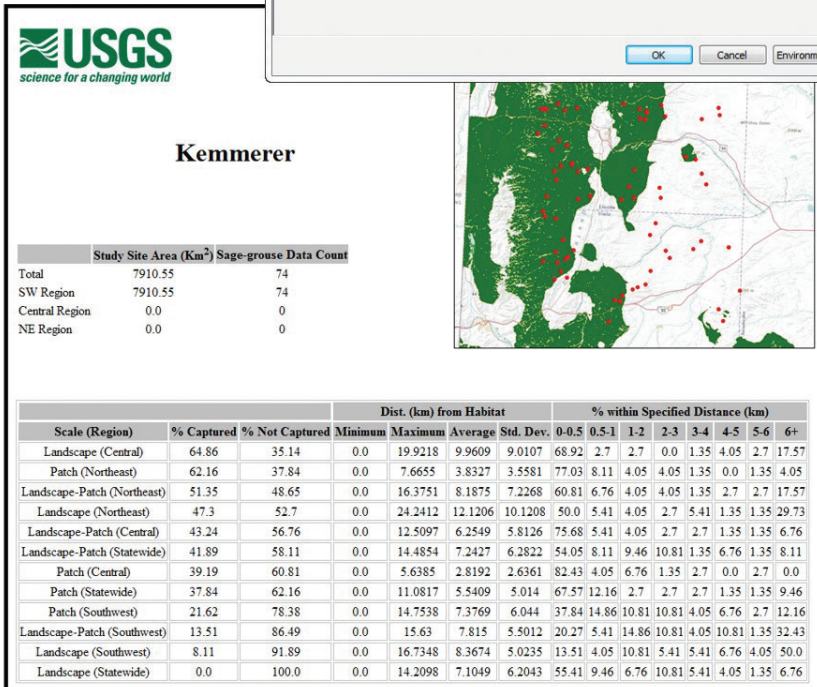 OK Cancel Environm
USGS
science for a changing world
Kemmerer
Study Site Area (Km²) Sage-grouse Data Count
Total 7910.55 74
SW Region 7910.55 74
Central Region 0.0 0
NE Region 0.0 0
Dist. (km) from Habitat % within Specified Distance (km)
Scale (Region) % Captured % Not Captured Minimum Maximum Average Std. Dev. 0-0.5 0.5-1 1-2 2-3 3-4 4-5 5-6 6+
Landscape (Central) 64.86 35.14 0.0 19.9218 9.9609 9.0107 68.92 2.7 2.7 0.0 1.35 4.05 2.7 17.57
Patch (Northeast) 62.16 37.84 0.0 7.6655 3.8327 3.5581 77.03 8.11 4.05 4.05 1.35 0.0 1.35 4.05
Landscape-Patch (Northeast) 51.35 48.65 0.0 16.3751 8.1875 7.2268 60.81 6.76 4.05 4.05 1.35 2.7 2.7 17.57
Landscape (Northeast) 47.3 52.7 0.0 24.2412 12.1206 10.1208 50.0 5.41 4.05 2.7 5.41 1.35 1.35 29.73
Landscape-Patch (Central) 43.24 56.76 0.0 12.5097 6.2549 5.8126 75.68 5.41 4.05 2.7 2.7 1.35 1.35 6.76
Landscape-Patch (Statewide) 41.89 58.11 0.0 14.4854 7.2427 6.2822 54.05 8.11 9.46 10.81 1.35 6.76 1.35 8.11
Patch (Central) 39.19 60.81 0.0 5.6385 2.8192 2.6361 82.43 4.05 6.76 1.35 2.7 0.0 2.7 0.0
Patch (Statewide) 37.84 62.16 0.0 11.0817 5.5409 5.014 67.57 12.16 2.7 2.7 2.7 1.35 1.35 9.46
Patch (Southwest) 21.62 78.38 0.0 14.7538 7.3769 6.044 37.84 14.86 10.81 10.81 4.05 6.76 2.7 12.16
Landscape-Patch (Southwest) 13.51 86.49 0.0 15.63 7.815 5.5012 20.27 5.41 14.86 10.81 4.05 10.81 1.35 32.43
Landscape (Southwest) 8.11 91.89 0.0 16.7348 8.3674 5.0235 13.51 4.05 10.81 5.41 5.41 6.76 4.05 50.0
Landscape (Statewide) 0.0 100.0 0.0 14.2098 7.1049 6.2043 55.41 9.46 6.76 10.81 5.41 4.05 1.35 6.76